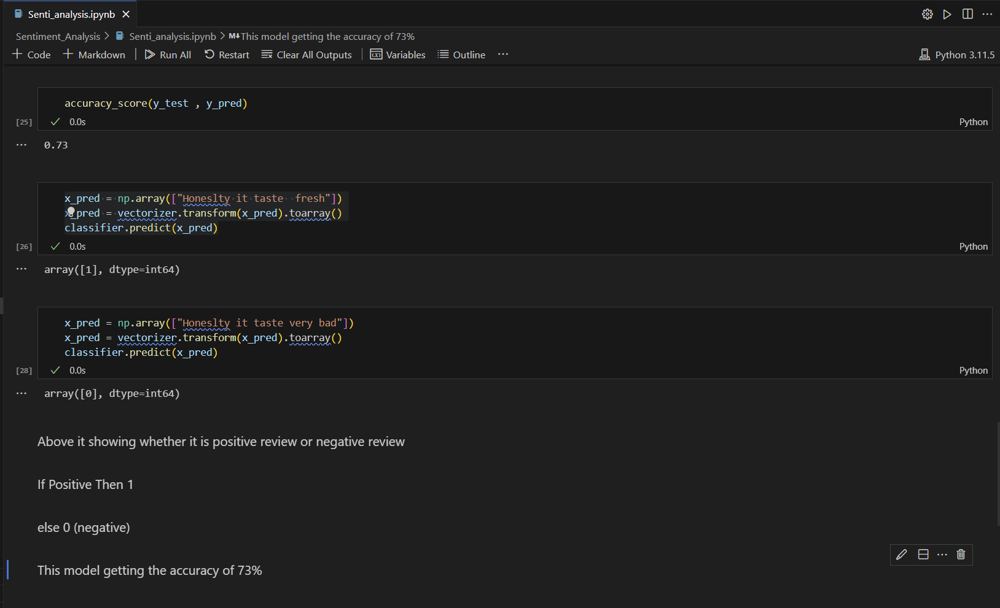 Senti_analysis.ipynb
Sentiment_Analysis > Senti_analysis.ipynb > M↓This model getting the accuracy of 73%
+ Code + Markdown | Run All Restart Clear All Outputs | Variables Outline ... Python 3.11.5
accuracy_score(y_test , y_pred)
[25] ✓ 0.0s Python
... 0.73
x_pred = np.array(["Honeslty it taste  fresh"])
x_pred = vectorizer.transform(x_pred).toarray()
classifier.predict(x_pred)
[26] ✓ 0.0s Python
... array([1], dtype=int64)
x_pred = np.array(["Honeslty it taste very bad"])
x_pred = vectorizer.transform(x_pred).toarray()
classifier.predict(x_pred)
[28] ✓ 0.0s Python
... array([0], dtype=int64)
Above it showing whether it is positive review or negative review
If Positive Then 1
else 0 (negative)
This model getting the accuracy of 73%